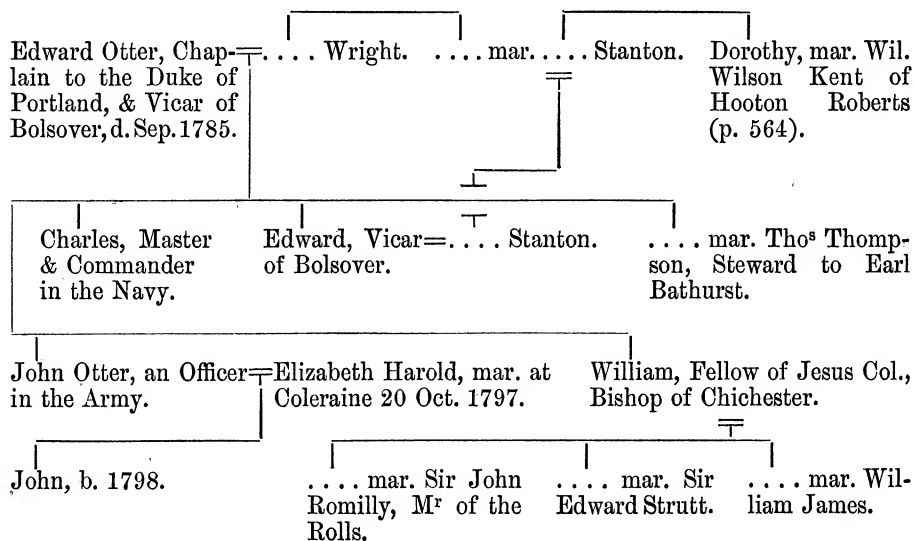 Edward Otter, Chap-
lain to the Duke of
Portland, & Vicar of
Bolsover, d. Sep. 1785.
. . . . Wright.
. . . . mar. . . . . Stanton.
Dorothy, mar. Wil.
Wilson Kent of
Hooton Roberts
(p. 564).
Charles, Master
& Commander
in the Navy.
Edward, Vicar=. . . . Stanton.
of Bolsover.
. . . . mar. Thoˢ Thomp-
son, Steward to Earl
Bathurst.
John Otter, an Officer
in the Army.
Elizabeth Harold, mar. at
Coleraine 20 Oct. 1797.
William, Fellow of Jesus Col.,
Bishop of Chichester.
John, b. 1798.
. . . . mar. Sir John
Romilly, Mʳ of the
Rolls.
. . . . mar. Sir
Edward Strutt.
. . . . mar. Wil-
liam James.